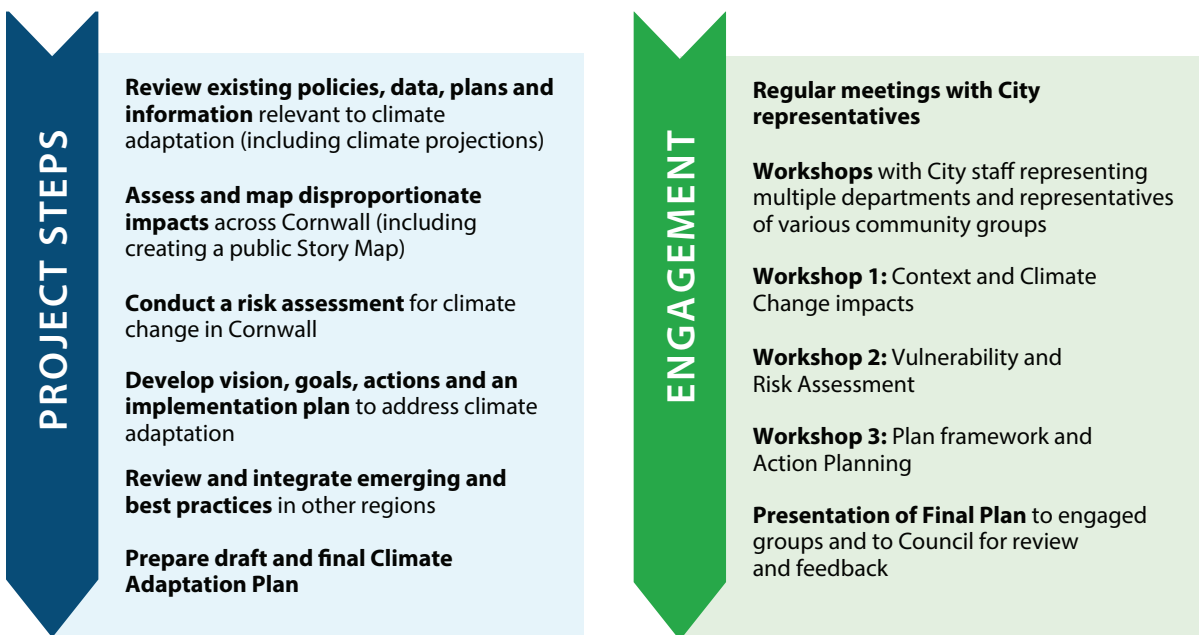 PROJECT STEPS
Review existing policies, data, plans and
information relevant to climate
adaptation (including climate projections)
Assess and map disproportionate
impacts across Cornwall (including
creating a public Story Map)
Conduct a risk assessment for climate
change in Cornwall
Develop vision, goals, actions and an
implementation plan to address climate
adaptation
Review and integrate emerging and
best practices in other regions
Prepare draft and final Climate
Adaptation Plan
ENGAGEMENT
Regular meetings with City
representatives
Workshops with City staff representing
multiple departments and representatives
of various community groups
Workshop 1: Context and Climate
Change impacts
Workshop 2: Vulnerability and
Risk Assessment
Workshop 3: Plan framework and
Action Planning
Presentation of Final Plan to engaged
groups and to Council for review
and feedback